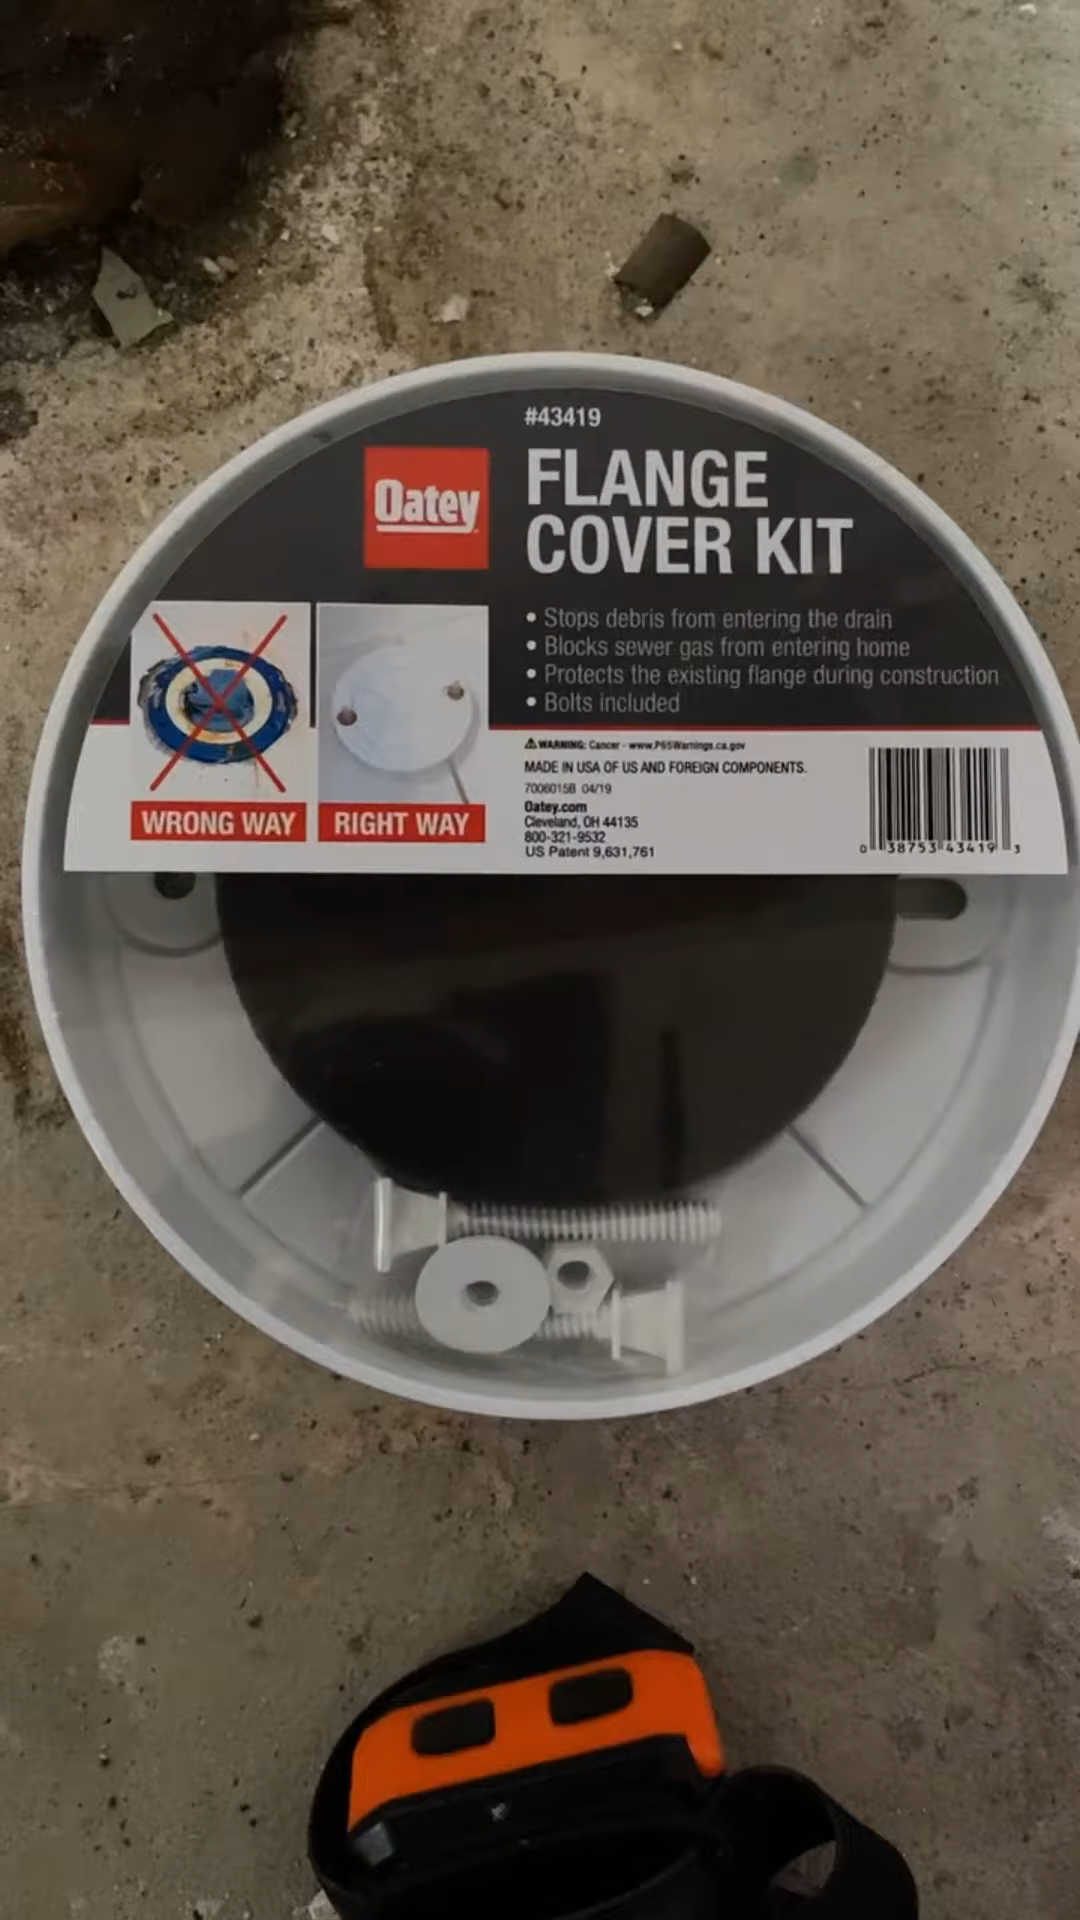 #43419
Oatey
FLANGE
COVER KIT
• Stops debris from entering the drain
• Blocks sewer gas from entering home
• Protects the existing flange during construction
• Bolts included
WRONG WAY
RIGHT WAY
⚠ WARNING: Cancer - www.P65Warnings.ca.gov
MADE IN USA OF US AND FOREIGN COMPONENTS.
7006015B 04/19
Oatey.com
Cleveland, OH 44135
800-321-9532
US Patent 9,631,761
0 38753 43419 3